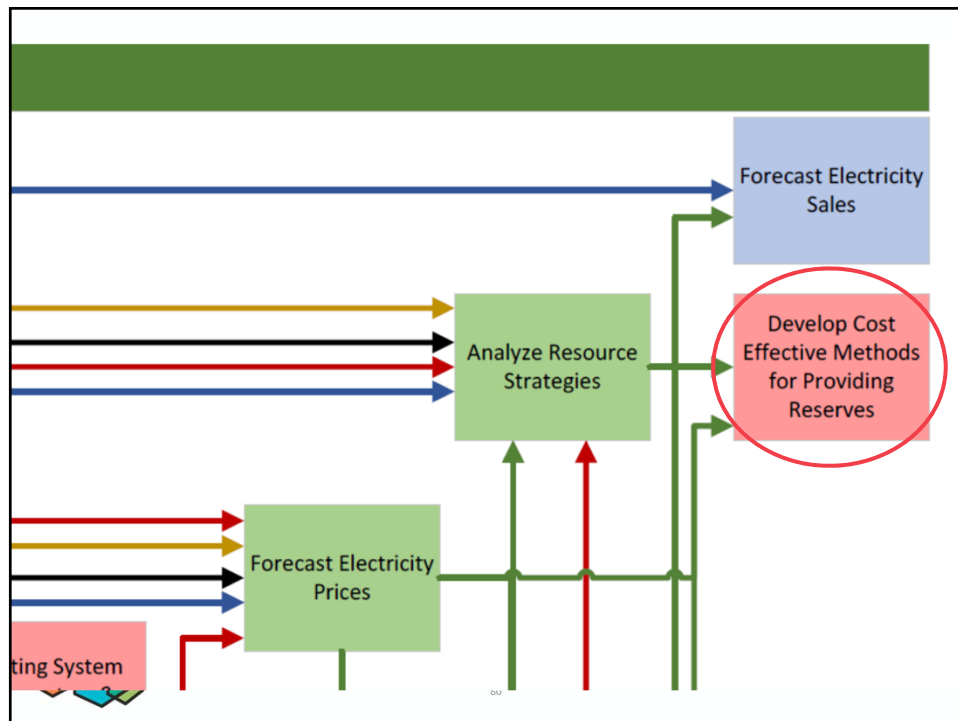 Forecast Electricity
Sales
Develop Cost
Effective Methods
for Providing
Reserves
Analyze Resource
Strategies
Forecast Electricity
Prices
ting System